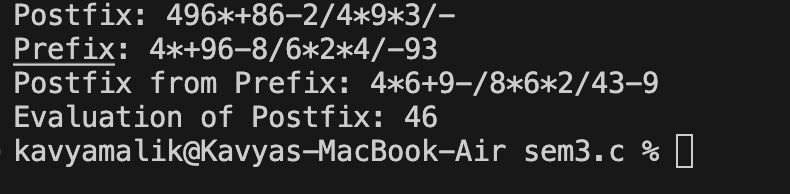 Postfix: 496*+86-2/4*9*3/-
Prefix: 4*+96-8/6*2*4/-93
Postfix from Prefix: 4*6+9-/8*6*2/43-9
Evaluation of Postfix: 46
kavyamalik@Kavyas-MacBook-Air sem3.c %